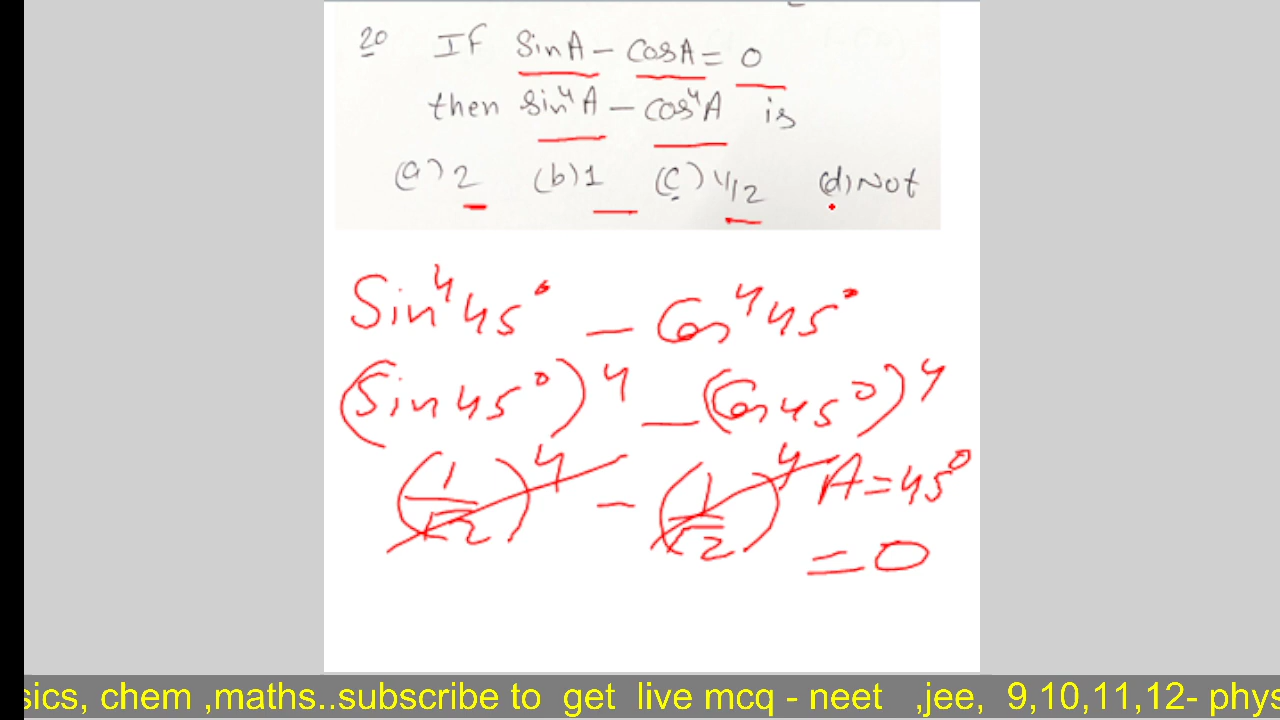 20 If sinA - cosA = 0
then sin⁴A - cos⁴A is
(a) 2 (b) 1 (c) 1/12 (d) Not
Sin⁴45° - Cos⁴45°
(Sin45°)⁴ - (Cos45°)⁴
(1/√2)⁴ - (1/√2)⁴ A = 45°
= 0
sics, chem ,maths..subscribe to get live mcq - neet ,jee, 9,10,11,12- phys